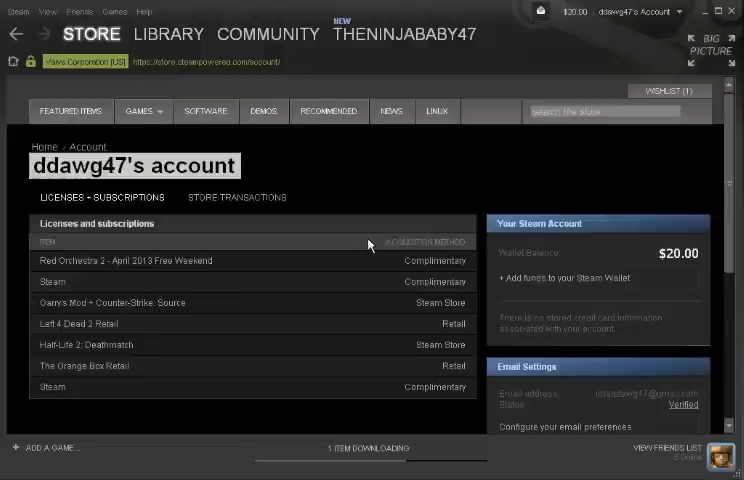 Steam View Friends Games Help $20.00 ddawg47's Account
NEW
STORE LIBRARY COMMUNITY THENINJABABY47
BIG PICTURE
Valve Corporation [US] https://store.steampowered.com/account/
WISHLIST (1)
FEATURED ITEMS GAMES SOFTWARE DEMOS RECOMMENDED NEWS LINUX search the store
Home Account
ddawg47's account
LICENSES + SUBSCRIPTIONS STORE TRANSACTIONS
Licenses and subscriptions
ITEM METHOD
Red Orchestra 2 - April 2013 Free Weekend Complimentary
Steam Complimentary
Garry's Mod + Counter-Strike: Source Steam Store
Left 4 Dead 2 Retail Retail
Half-Life 2: Deathmatch Steam Store
The Orange Box Retail Retail
Steam Complimentary
Your Steam Account
Wallet Balance: $20.00
+ Add funds to your Steam Wallet
There is no stored credit card information
associated with your account.
Email Settings
Email address:
Status: Verified
Configure your email preferences
+ ADD A GAME... 1 ITEM DOWNLOADING VIEW FRIENDS LIST
5 Online